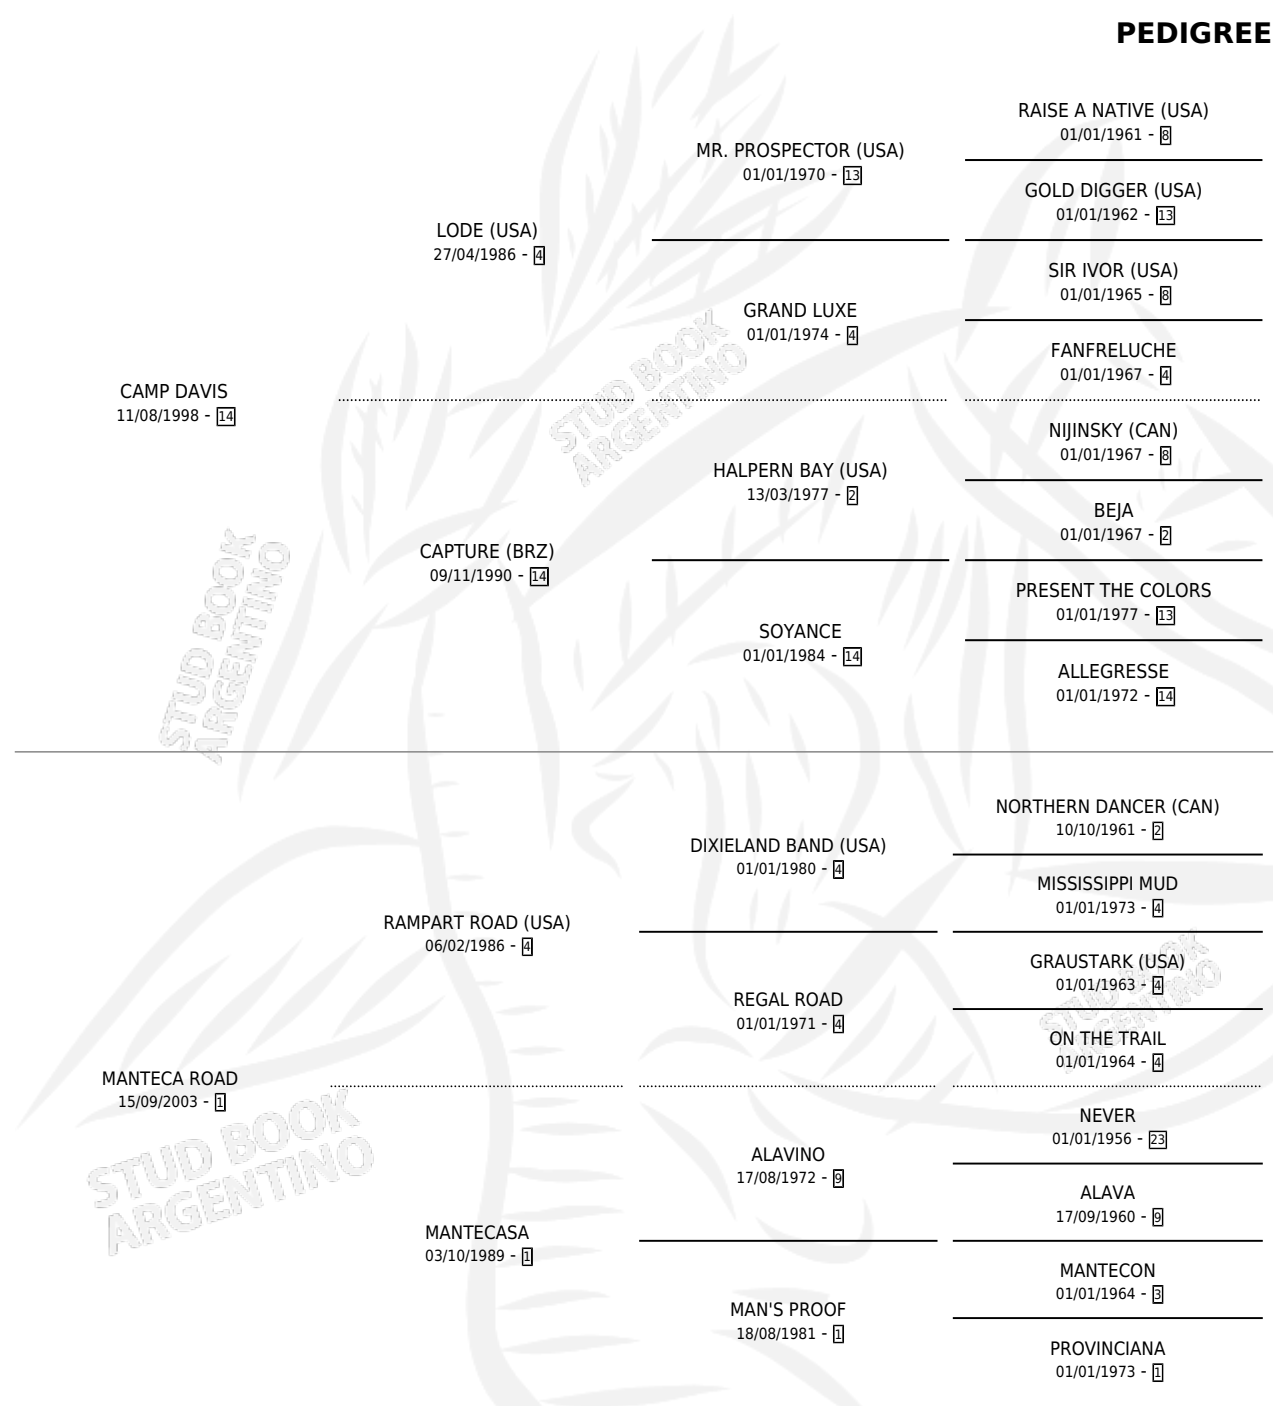 PEDIGREE
RAISE A NATIVE (USA)
01/01/1961 - 8
MR. PROSPECTOR (USA)
01/01/1970 - 13
GOLD DIGGER (USA)
01/01/1962 - 13
LODE (USA)
27/04/1986 - 4
SIR IVOR (USA)
01/01/1965 - 8
GRAND LUXE
01/01/1974 - 4
FANFRELUCHE
01/01/1967 - 4
CAMP DAVIS
11/08/1998 - 14
NIJINSKY (CAN)
01/01/1967 - 8
HALPERN BAY (USA)
13/03/1977 - 2
BEJA
01/01/1967 - 2
CAPTURE (BRZ)
09/11/1990 - 14
PRESENT THE COLORS
01/01/1977 - 13
SOYANCE
01/01/1984 - 14
ALLEGRESSE
01/01/1972 - 14
NORTHERN DANCER (CAN)
10/10/1961 - 2
DIXIELAND BAND (USA)
01/01/1980 - 4
MISSISSIPPI MUD
01/01/1973 - 4
RAMPART ROAD (USA)
06/02/1986 - 4
GRAUSTARK (USA)
01/01/1963 - 4
REGAL ROAD
01/01/1971 - 4
ON THE TRAIL
01/01/1964 - 4
MANTECA ROAD
15/09/2003 - 1
NEVER
01/01/1956 - 23
ALAVINO
17/08/1972 - 9
ALAVA
17/09/1960 - 9
MANTECASA
03/10/1989 - 1
MANTECON
01/01/1964 - 3
MAN'S PROOF
18/08/1981 - 1
PROVINCIANA
01/01/1973 - 1
STUD BOOK
ARGENTINO
STUD BOOK
ARGENTINO
STUD BOOK
ARGENTINO
STUD BOOK
ARGENTINO